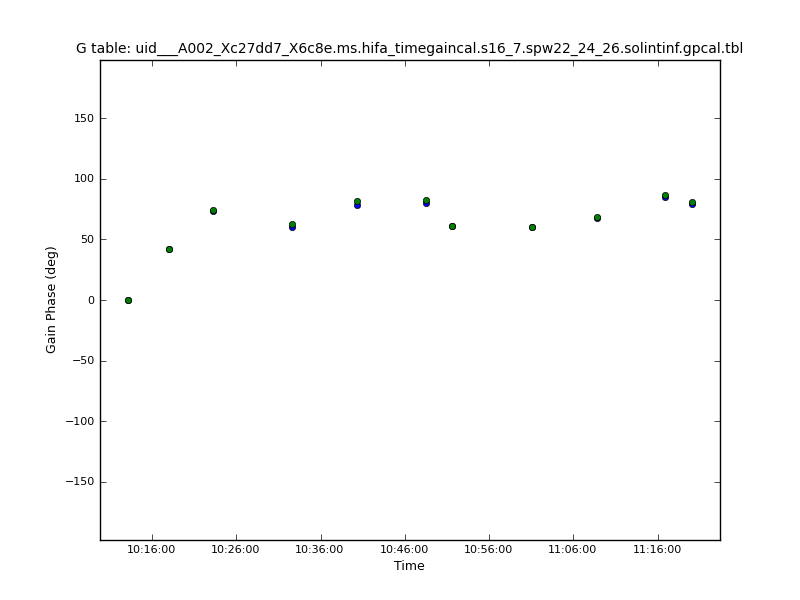 G table: uid___A002_Xc27dd7_X6c8e.ms.hifa_timegaincal.s16_7.spw22_24_26.solintinf.gpcal.tbl
150
100
50
0
−50
−100
−150
Gain Phase (deg)
10:16:00 10:26:00 10:36:00 10:46:00 10:56:00 11:06:00 11:16:00
Time